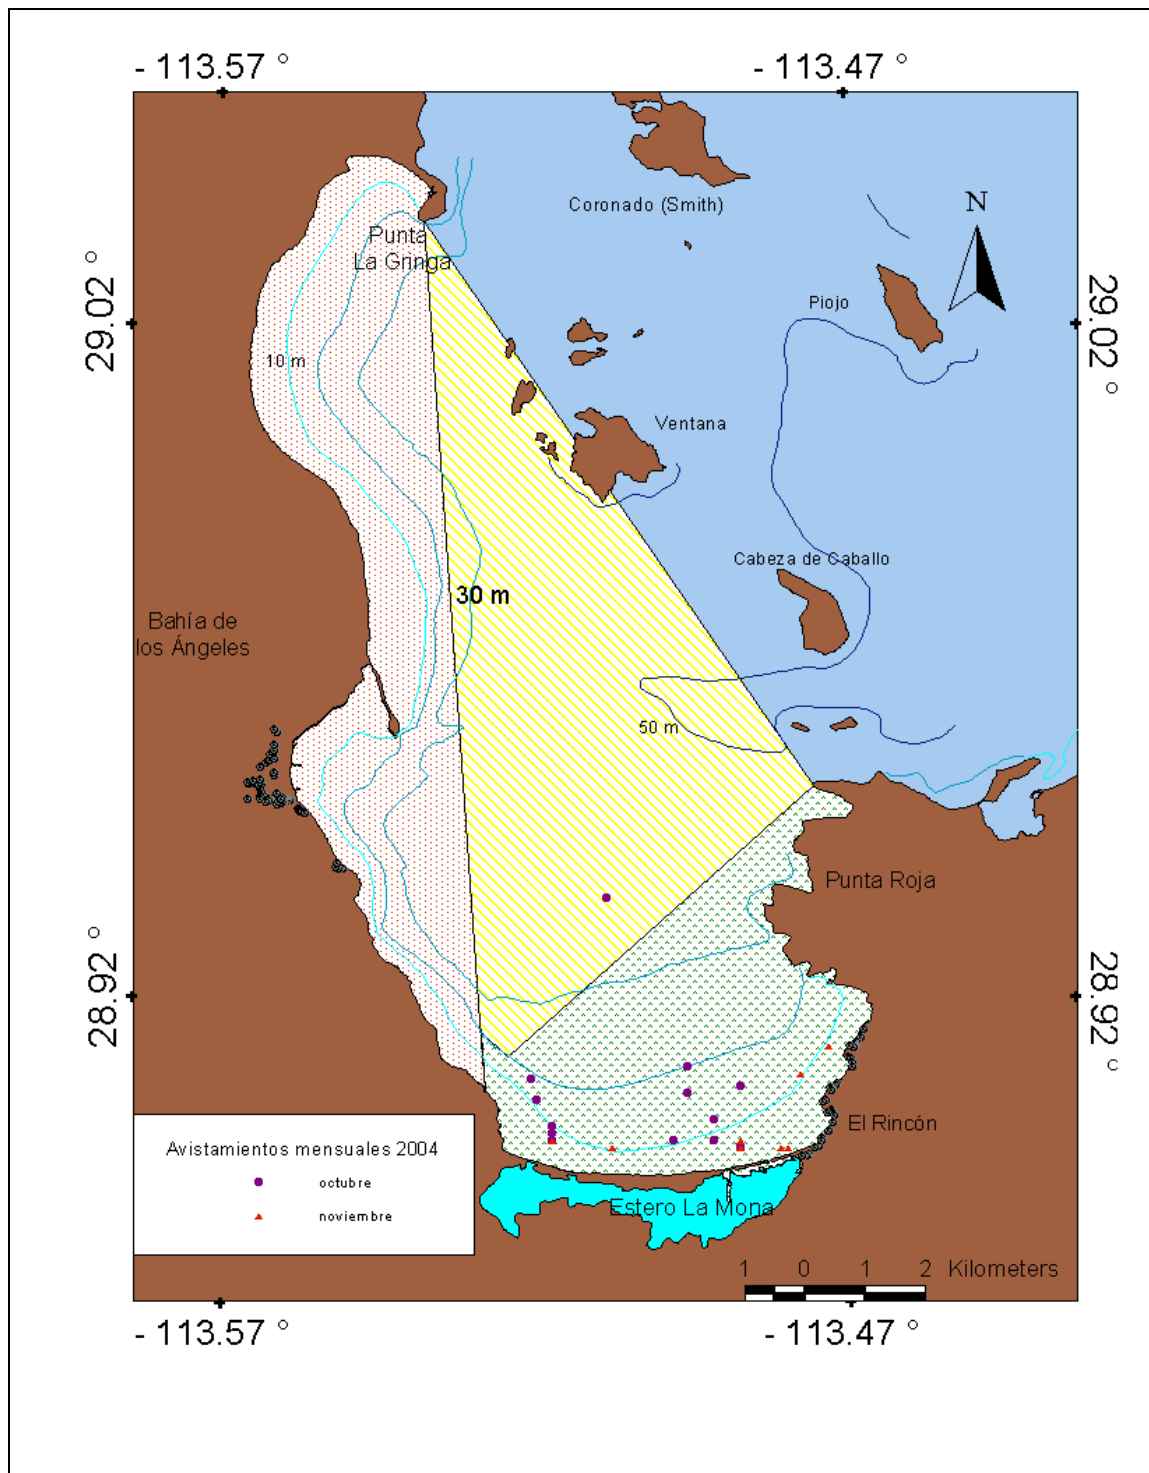 - 113.57 °
- 113.47 °
Coronado (Smith)
N
Punta
La Gringa
29.02 °
Piojo
29.02 °
10 m
Ventana
Cabeza de Caballo
30 m
Bahía de
los Ángeles
50 m
Punta Roja
28.92 °
28.92 °
El Rincón
Avistamientos mensuales 2004
octubre
noviembre
Estero La Mona
1 0 1 2 Kilometers
- 113.57 °
- 113.47 °